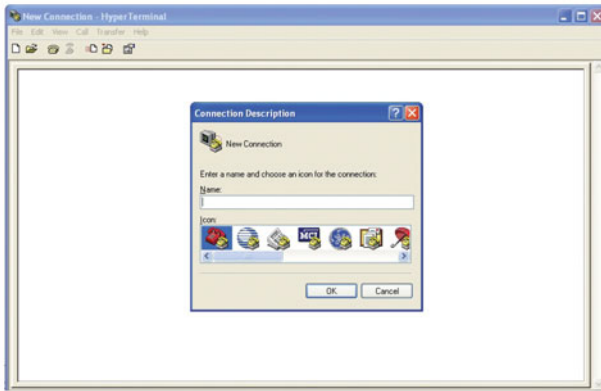 New Connection - HyperTerminal
File Edit View Call Transfer Help
Connection Description
New Connection
Enter a name and choose an icon for the connection:
Name:
Icon:
MCI
OK Cancel